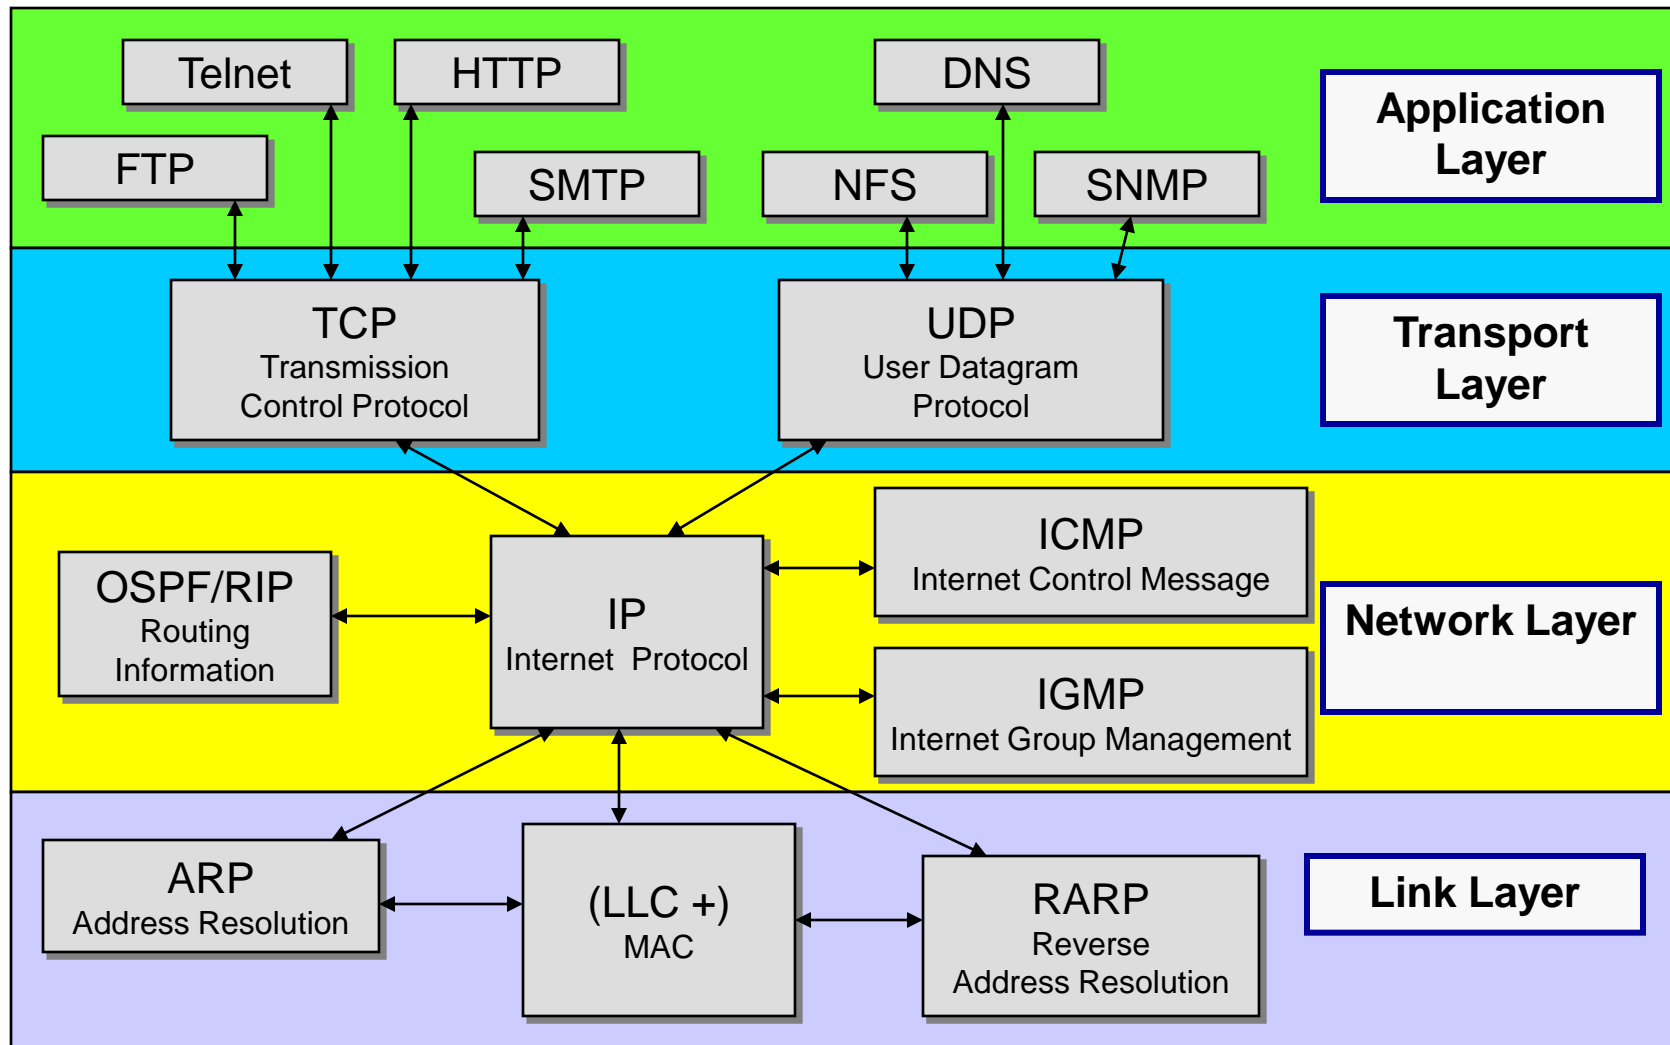 Telnet
HTTP
DNS
FTP
SMTP
NFS
SNMP
Application
Layer
TCP
Transmission
Control Protocol
UDP
User Datagram
Protocol
Transport
Layer
OSPF/RIP
Routing
Information
IP
Internet Protocol
ICMP
Internet Control Message
IGMP
Internet Group Management
Network Layer
ARP
Address Resolution
(LLC +)
MAC
RARP
Reverse
Address Resolution
Link Layer